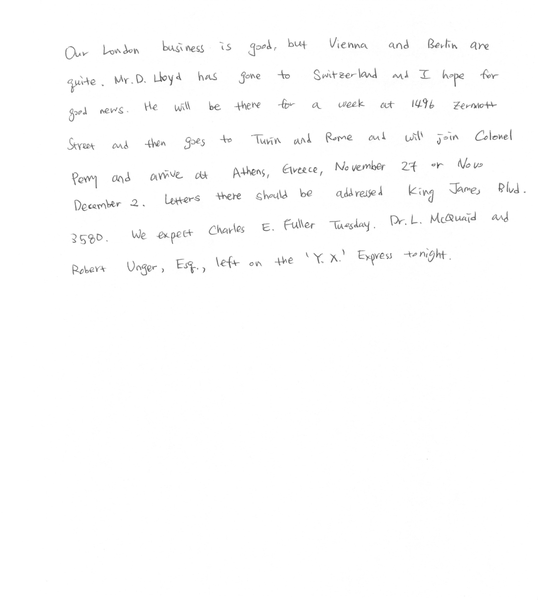 Our London business is good, but Vienna and Berlin are
quite. Mr. D. Lloyd has gone to Switzerland and I hope for
good news. He will be there for a week at 1496 Zermott
Street and then goes to Turin and Rome and will join Colonel
Perry and arrive at Athens, Greece, November 27 or Novo
December 2. Letters there should be addressed King James Blvd.
3580. We expect Charles E. Fuller Tuesday. Dr. L. McQuaid and
Robert Unger, Esq., left on the 'Y. X.' Express tonight.